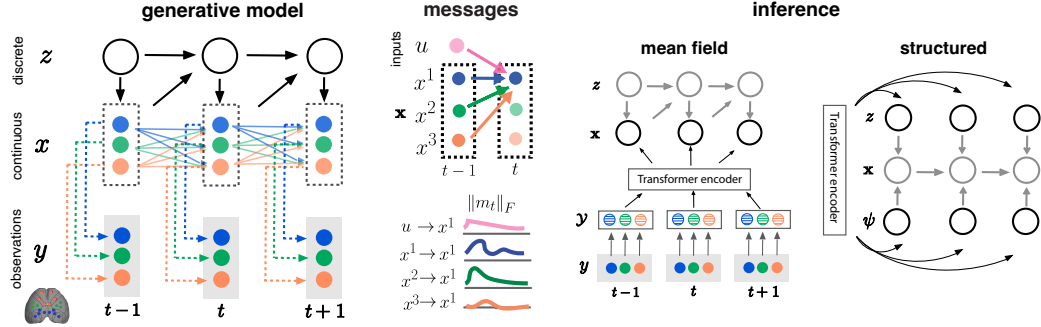 generative model
discrete
z
continuous
x
observations
y
t − 1
t
t + 1
messages
inputs
u
x¹
x x²
x³
t − 1 t
‖m_t‖_F
u → x¹
x¹ → x¹
x² → x¹
x³ → x¹
inference
mean field
z
x
Transformer encoder
𝒴
y
t−1
t
t+1
structured
Transformer encoder
z
x
ψ